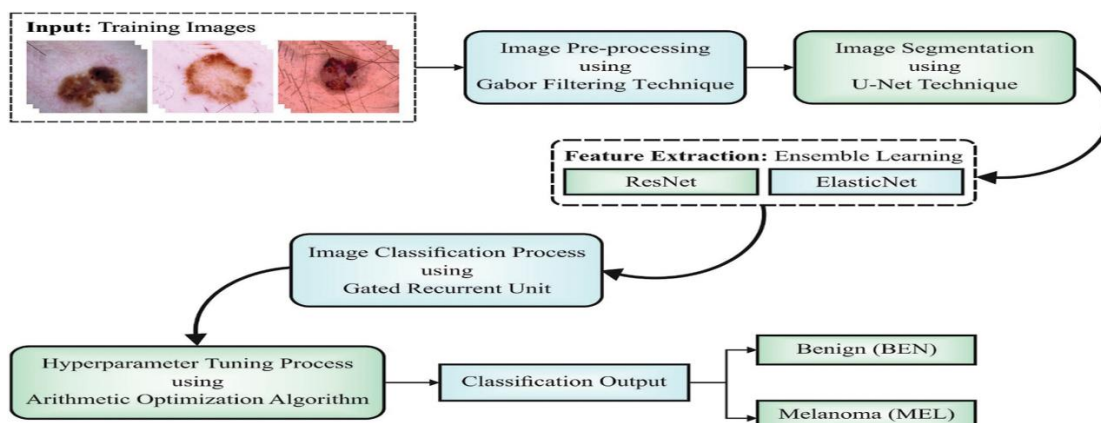 Input: Training Images
Image Pre-processing
using
Gabor Filtering Technique
Image Segmentation
using
U-Net Technique
Feature Extraction: Ensemble Learning
ResNet
ElasticNet
Image Classification Process
using
Gated Recurrent Unit
Hyperparameter Tuning Process
using
Arithmetic Optimization Algorithm
Classification Output
Benign (BEN)
Melanoma (MEL)